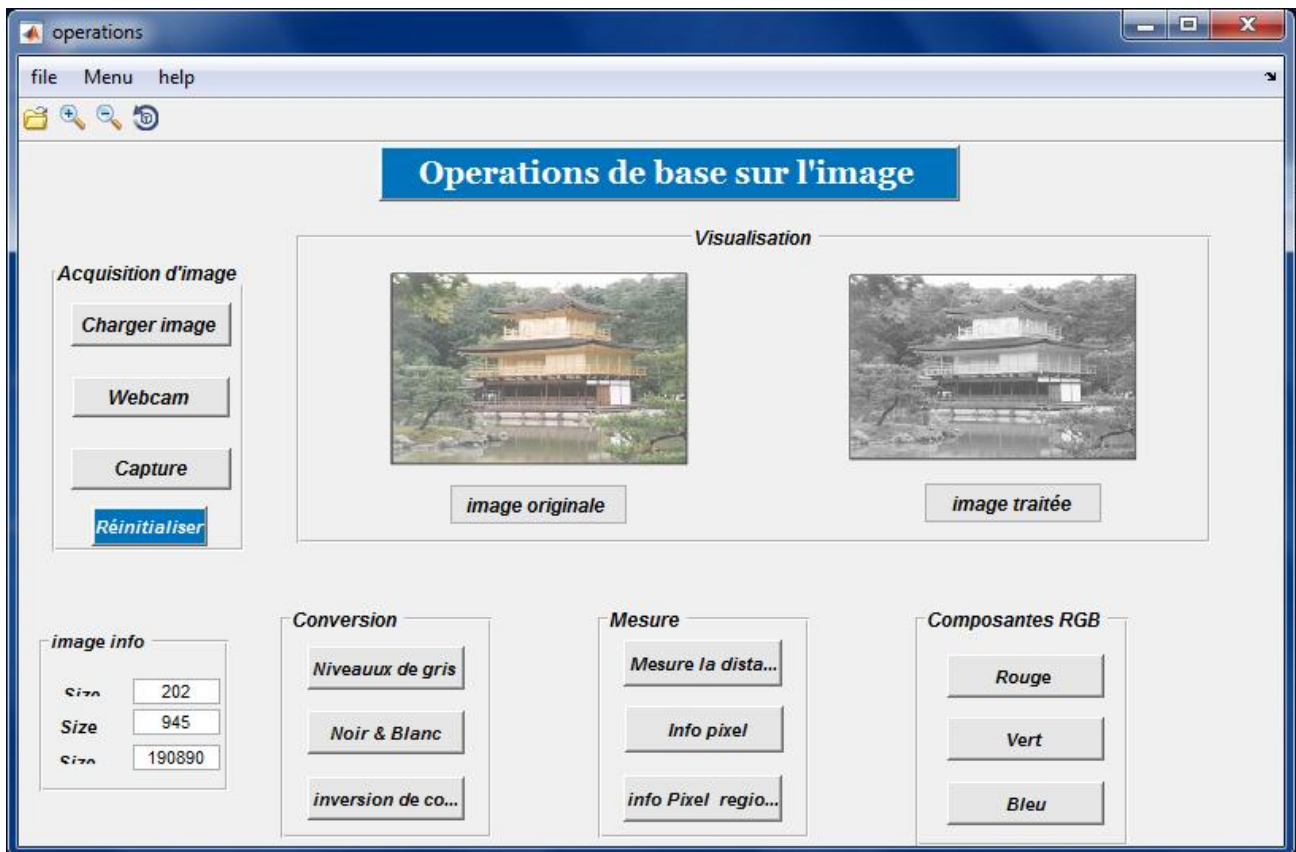 operations
file Menu help
Operations de base sur l'image
Visualisation
Acquisition d'image
Charger image
Webcam
Capture
Réinitialiser
image originale
image traitée
image info
Size 202
Size 945
Size 190890
Conversion
Niveauux de gris
Noir & Blanc
inversion de co...
Mesure
Mesure la dista...
Info pixel
info Pixel regio...
Composantes RGB
Rouge
Vert
Bleu